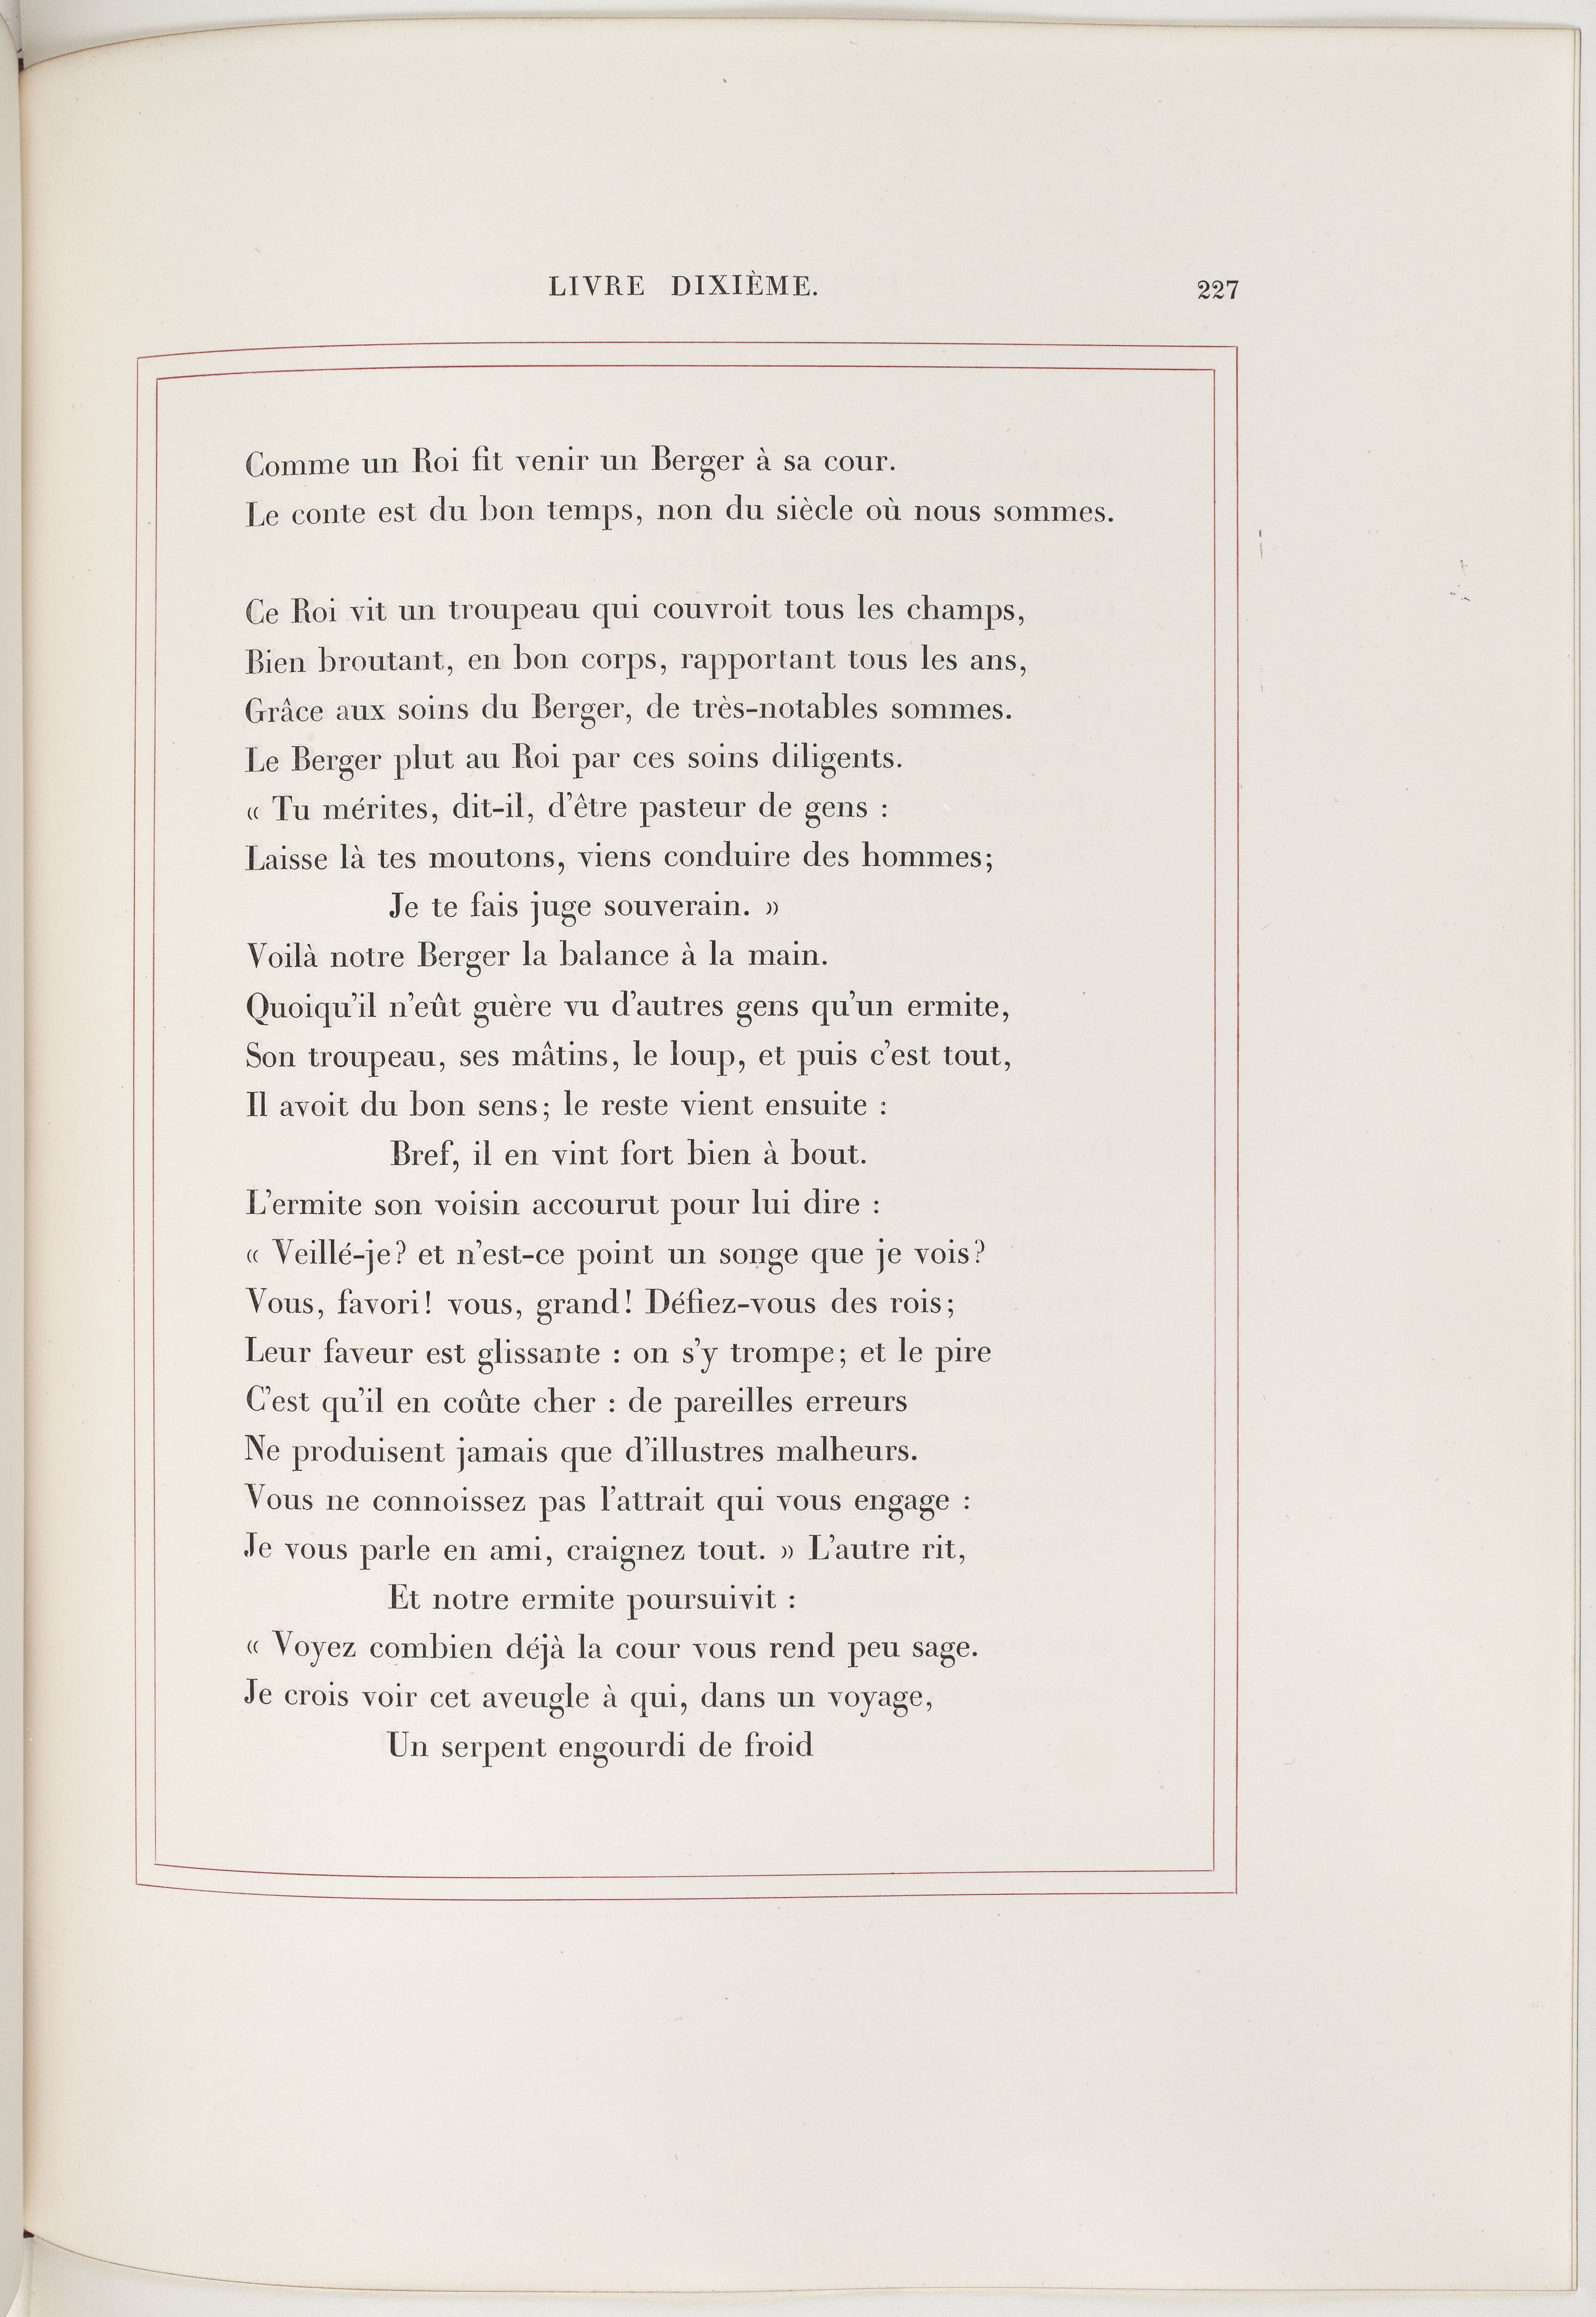 LIVRE DIXIÈME. 227
Comme un Roi fit venir un Berger à sa cour.
Le conte est du bon temps, non du siècle où nous sommes.
Ce Roi vit un troupeau qui couvroit tous les champs,
Bien broutant, en bon corps, rapportant tous les ans,
Grâce aux soins du Berger, de très-notables sommes.
Le Berger plut au Roi par ces soins diligents.
« Tu mérites, dit-il, d'être pasteur de gens :
Laisse là tes moutons, viens conduire des hommes;
Je te fais juge souverain. »
Voilà notre Berger la balance à la main.
Quoiqu'il n'eût guère vu d'autres gens qu'un ermite,
Son troupeau, ses mâtins, le loup, et puis c'est tout,
Il avoit du bon sens; le reste vient ensuite :
Bref, il en vint fort bien à bout.
L'ermite son voisin accourut pour lui dire :
« Veillé-je? et n'est-ce point un songe que je vois?
Vous, favori! vous, grand! Défiez-vous des rois;
Leur faveur est glissante : on s'y trompe; et le pire
C'est qu'il en coûte cher : de pareilles erreurs
Ne produisent jamais que d'illustres malheurs.
Vous ne connoissez pas l'attrait qui vous engage :
Je vous parle en ami, craignez tout. » L'autre rit,
Et notre ermite poursuivit :
« Voyez combien déjà la cour vous rend peu sage.
Je crois voir cet aveugle à qui, dans un voyage,
Un serpent engourdi de froid